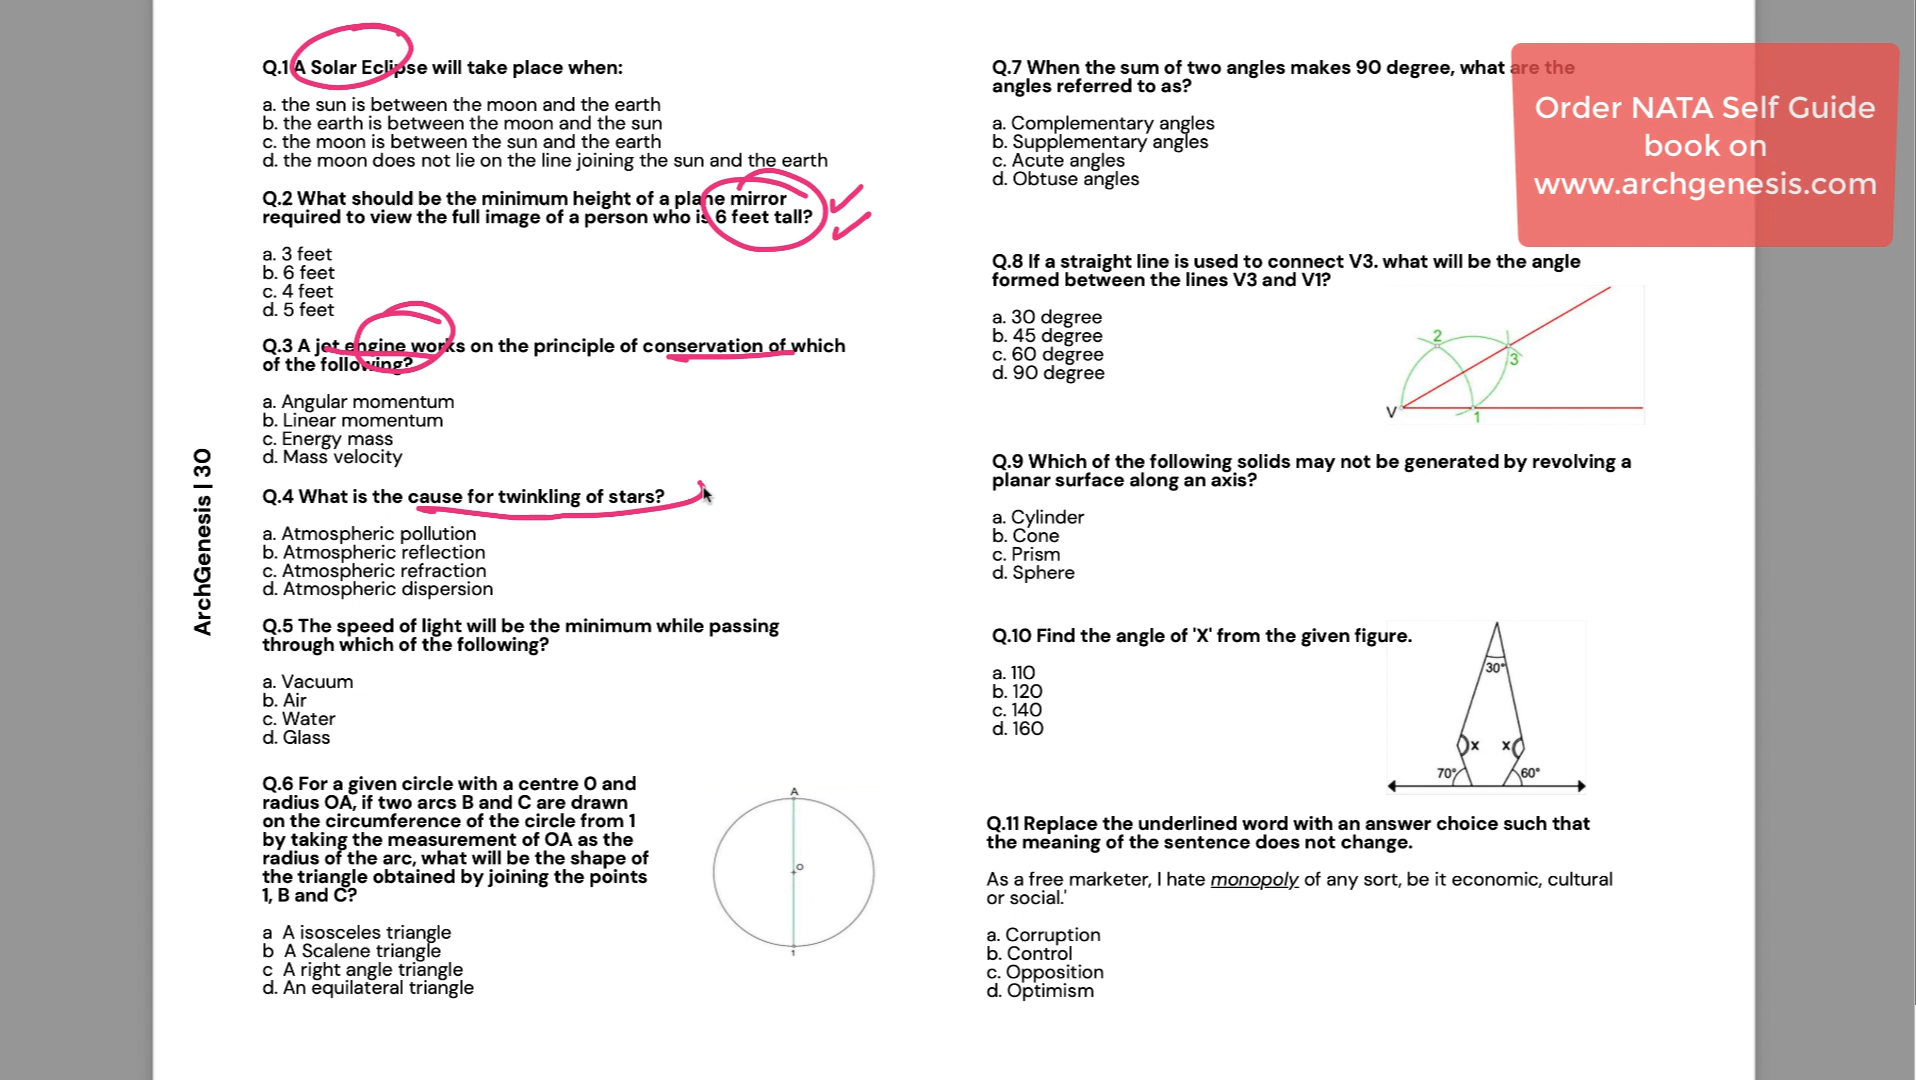 Q.1 A Solar Eclipse will take place when:
a. the sun is between the moon and the earth
b. the earth is between the moon and the sun
c. the moon is between the sun and the earth
d. the moon does not lie on the line joining the sun and the earth
Q.2 What should be the minimum height of a plane mirror
required to view the full image of a person who is 6 feet tall?
a. 3 feet
b. 6 feet
c. 4 feet
d. 5 feet
Q.3 A jet engine works on the principle of conservation of which
of the following?
a. Angular momentum
b. Linear momentum
c. Energy mass
d. Mass velocity
Q.4 What is the cause for twinkling of stars?
a. Atmospheric pollution
b. Atmospheric reflection
c. Atmospheric refraction
d. Atmospheric dispersion
Q.5 The speed of light will be the minimum while passing
through which of the following?
a. Vacuum
b. Air
c. Water
d. Glass
Q.6 For a given circle with a centre O and
radius OA, if two arcs B and C are drawn
on the circumference of the circle from 1
by taking the measurement of OA as the
radius of the arc, what will be the shape of
the triangle obtained by joining the points
1, B and C?
a A isosceles triangle
b A Scalene triangle
c A right angle triangle
d. An equilateral triangle
A
O
1
ArchGenesis | 30
Q.7 When the sum of two angles makes 90 degree, what are the
angles referred to as?
a. Complementary angles
b. Supplementary angles
c. Acute angles
d. Obtuse angles
Order NATA Self Guide
book on
www.archgenesis.com
Q.8 If a straight line is used to connect V3. what will be the angle
formed between the lines V3 and V1?
a. 30 degree
b. 45 degree
c. 60 degree
d. 90 degree
2
3
V
1
Q.9 Which of the following solids may not be generated by revolving a
planar surface along an axis?
a. Cylinder
b. Cone
c. Prism
d. Sphere
Q.10 Find the angle of 'X' from the given figure.
a. 110
b. 120
c. 140
d. 160
30°
x x
70° 60°
Q.11 Replace the underlined word with an answer choice such that
the meaning of the sentence does not change.
As a free marketer, I hate monopoly of any sort, be it economic, cultural
or social.'
a. Corruption
b. Control
c. Opposition
d. Optimism